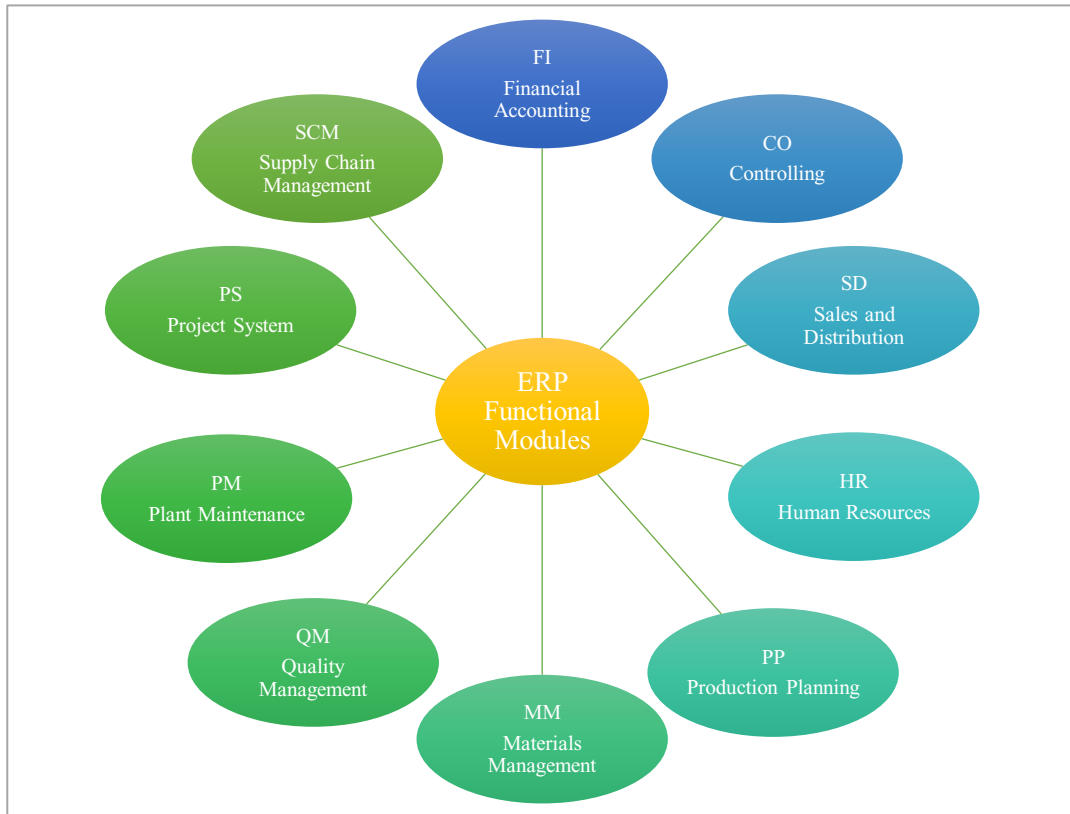 FI
Financial
Accounting
CO
Controlling
SD
Sales and
Distribution
HR
Human Resources
PP
Production Planning
MM
Materials
Management
QM
Quality
Management
PM
Plant Maintenance
PS
Project System
SCM
Supply Chain
Management
ERP
Functional
Modules